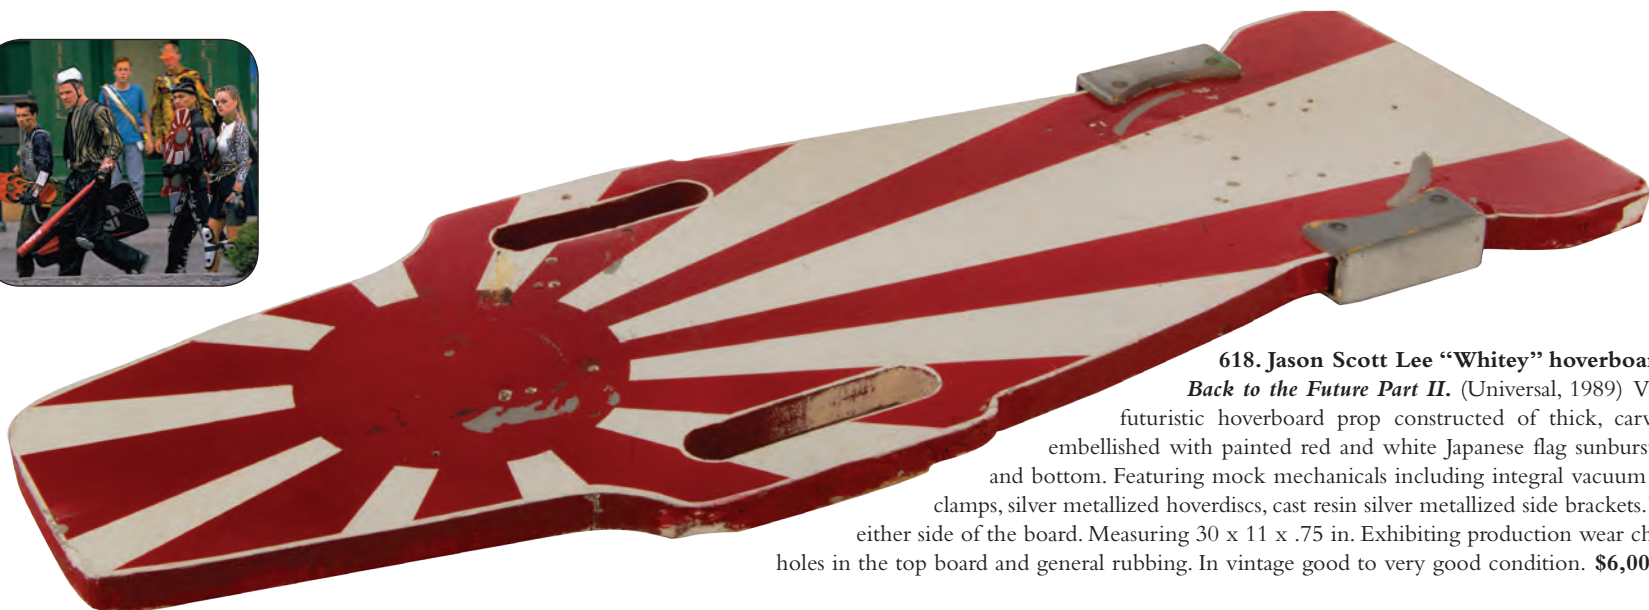 618. Jason Scott Lee “Whitey” hoverboar
Back to the Future Part II. (Universal, 1989) V
futuristic hoverboard prop constructed of thick, carv
embellished with painted red and white Japanese flag sunburs
and bottom. Featuring mock mechanicals including integral vacuum
clamps, silver metallized hoverdiscs, cast resin silver metallized side brackets.
either side of the board. Measuring 30 x 11 x .75 in. Exhibiting production wear ch
holes in the top board and general rubbing. In vintage good to very good condition. $6,00